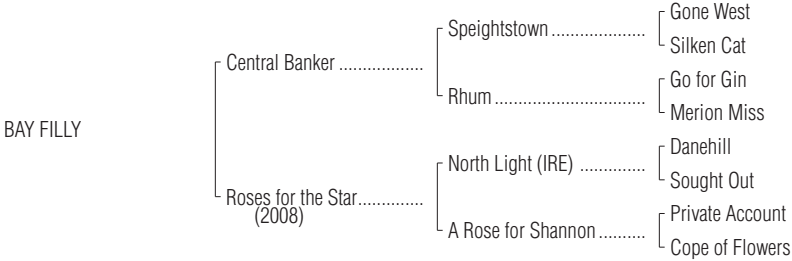 Gone West
Speightstown ....................
Silken Cat
Central Banker ..................
Go for Gin
Rhum ................................
Merion Miss
BAY FILLY
Danehill
North Light (IRE) ..............
Sought Out
Roses for the Star..............
(2008)
Private Account
A Rose for Shannon ..........
Cope of Flowers